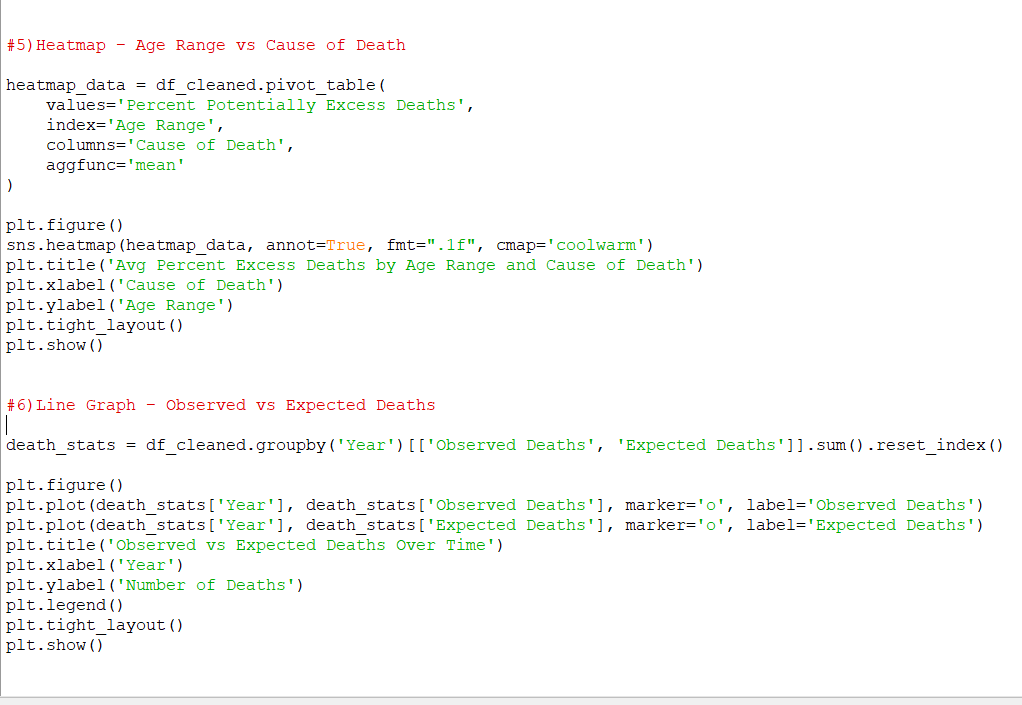 #5)Heatmap - Age Range vs Cause of Death
heatmap_data = df_cleaned.pivot_table(
    values='Percent Potentially Excess Deaths',
    index='Age Range',
    columns='Cause of Death',
    aggfunc='mean'
)
plt.figure()
sns.heatmap(heatmap_data, annot=True, fmt=".1f", cmap='coolwarm')
plt.title('Avg Percent Excess Deaths by Age Range and Cause of Death')
plt.xlabel('Cause of Death')
plt.ylabel('Age Range')
plt.tight_layout()
plt.show()
#6)Line Graph - Observed vs Expected Deaths
death_stats = df_cleaned.groupby('Year')[['Observed Deaths', 'Expected Deaths']].sum().reset_index()
plt.figure()
plt.plot(death_stats['Year'], death_stats['Observed Deaths'], marker='o', label='Observed Deaths')
plt.plot(death_stats['Year'], death_stats['Expected Deaths'], marker='o', label='Expected Deaths')
plt.title('Observed vs Expected Deaths Over Time')
plt.xlabel('Year')
plt.ylabel('Number of Deaths')
plt.legend()
plt.tight_layout()
plt.show()